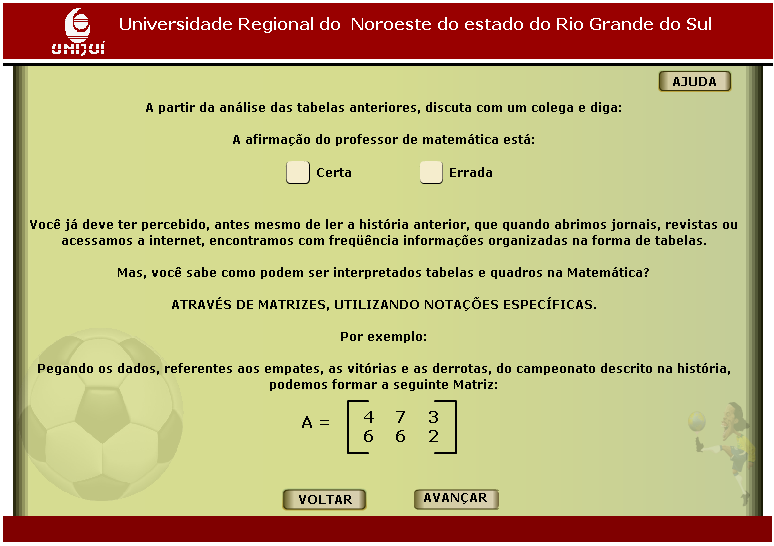 UNIJUÍ
Universidade Regional do Noroeste do estado do Rio Grande do Sul
AJUDA
A partir da análise das tabelas anteriores, discuta com um colega e diga:
A afirmação do professor de matemática está:
Certa Errada
Você já deve ter percebido, antes mesmo de ler a história anterior, que quando abrimos jornais, revistas ou
acessamos a internet, encontramos com freqüência informações organizadas na forma de tabelas.
Mas, você sabe como podem ser interpretados tabelas e quadros na Matemática?
ATRAVÉS DE MATRIZES, UTILIZANDO NOTAÇÕES ESPECÍFICAS.
Por exemplo:
Pegando os dados, referentes aos empates, as vitórias e as derrotas, do campeonato descrito na história,
podemos formar a seguinte Matriz:
A = 4 7 3
6 6 2
VOLTAR AVANÇAR